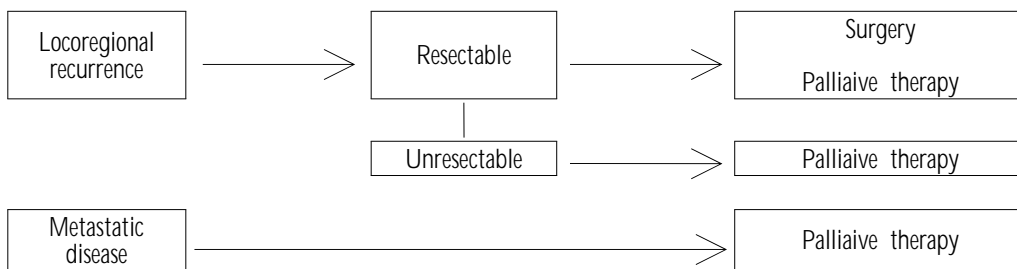 Locoregional
recurrence
Resectable
Surgery
Palliaive therapy
Unresectable
Palliaive therapy
Metastatic
disease
Palliaive therapy